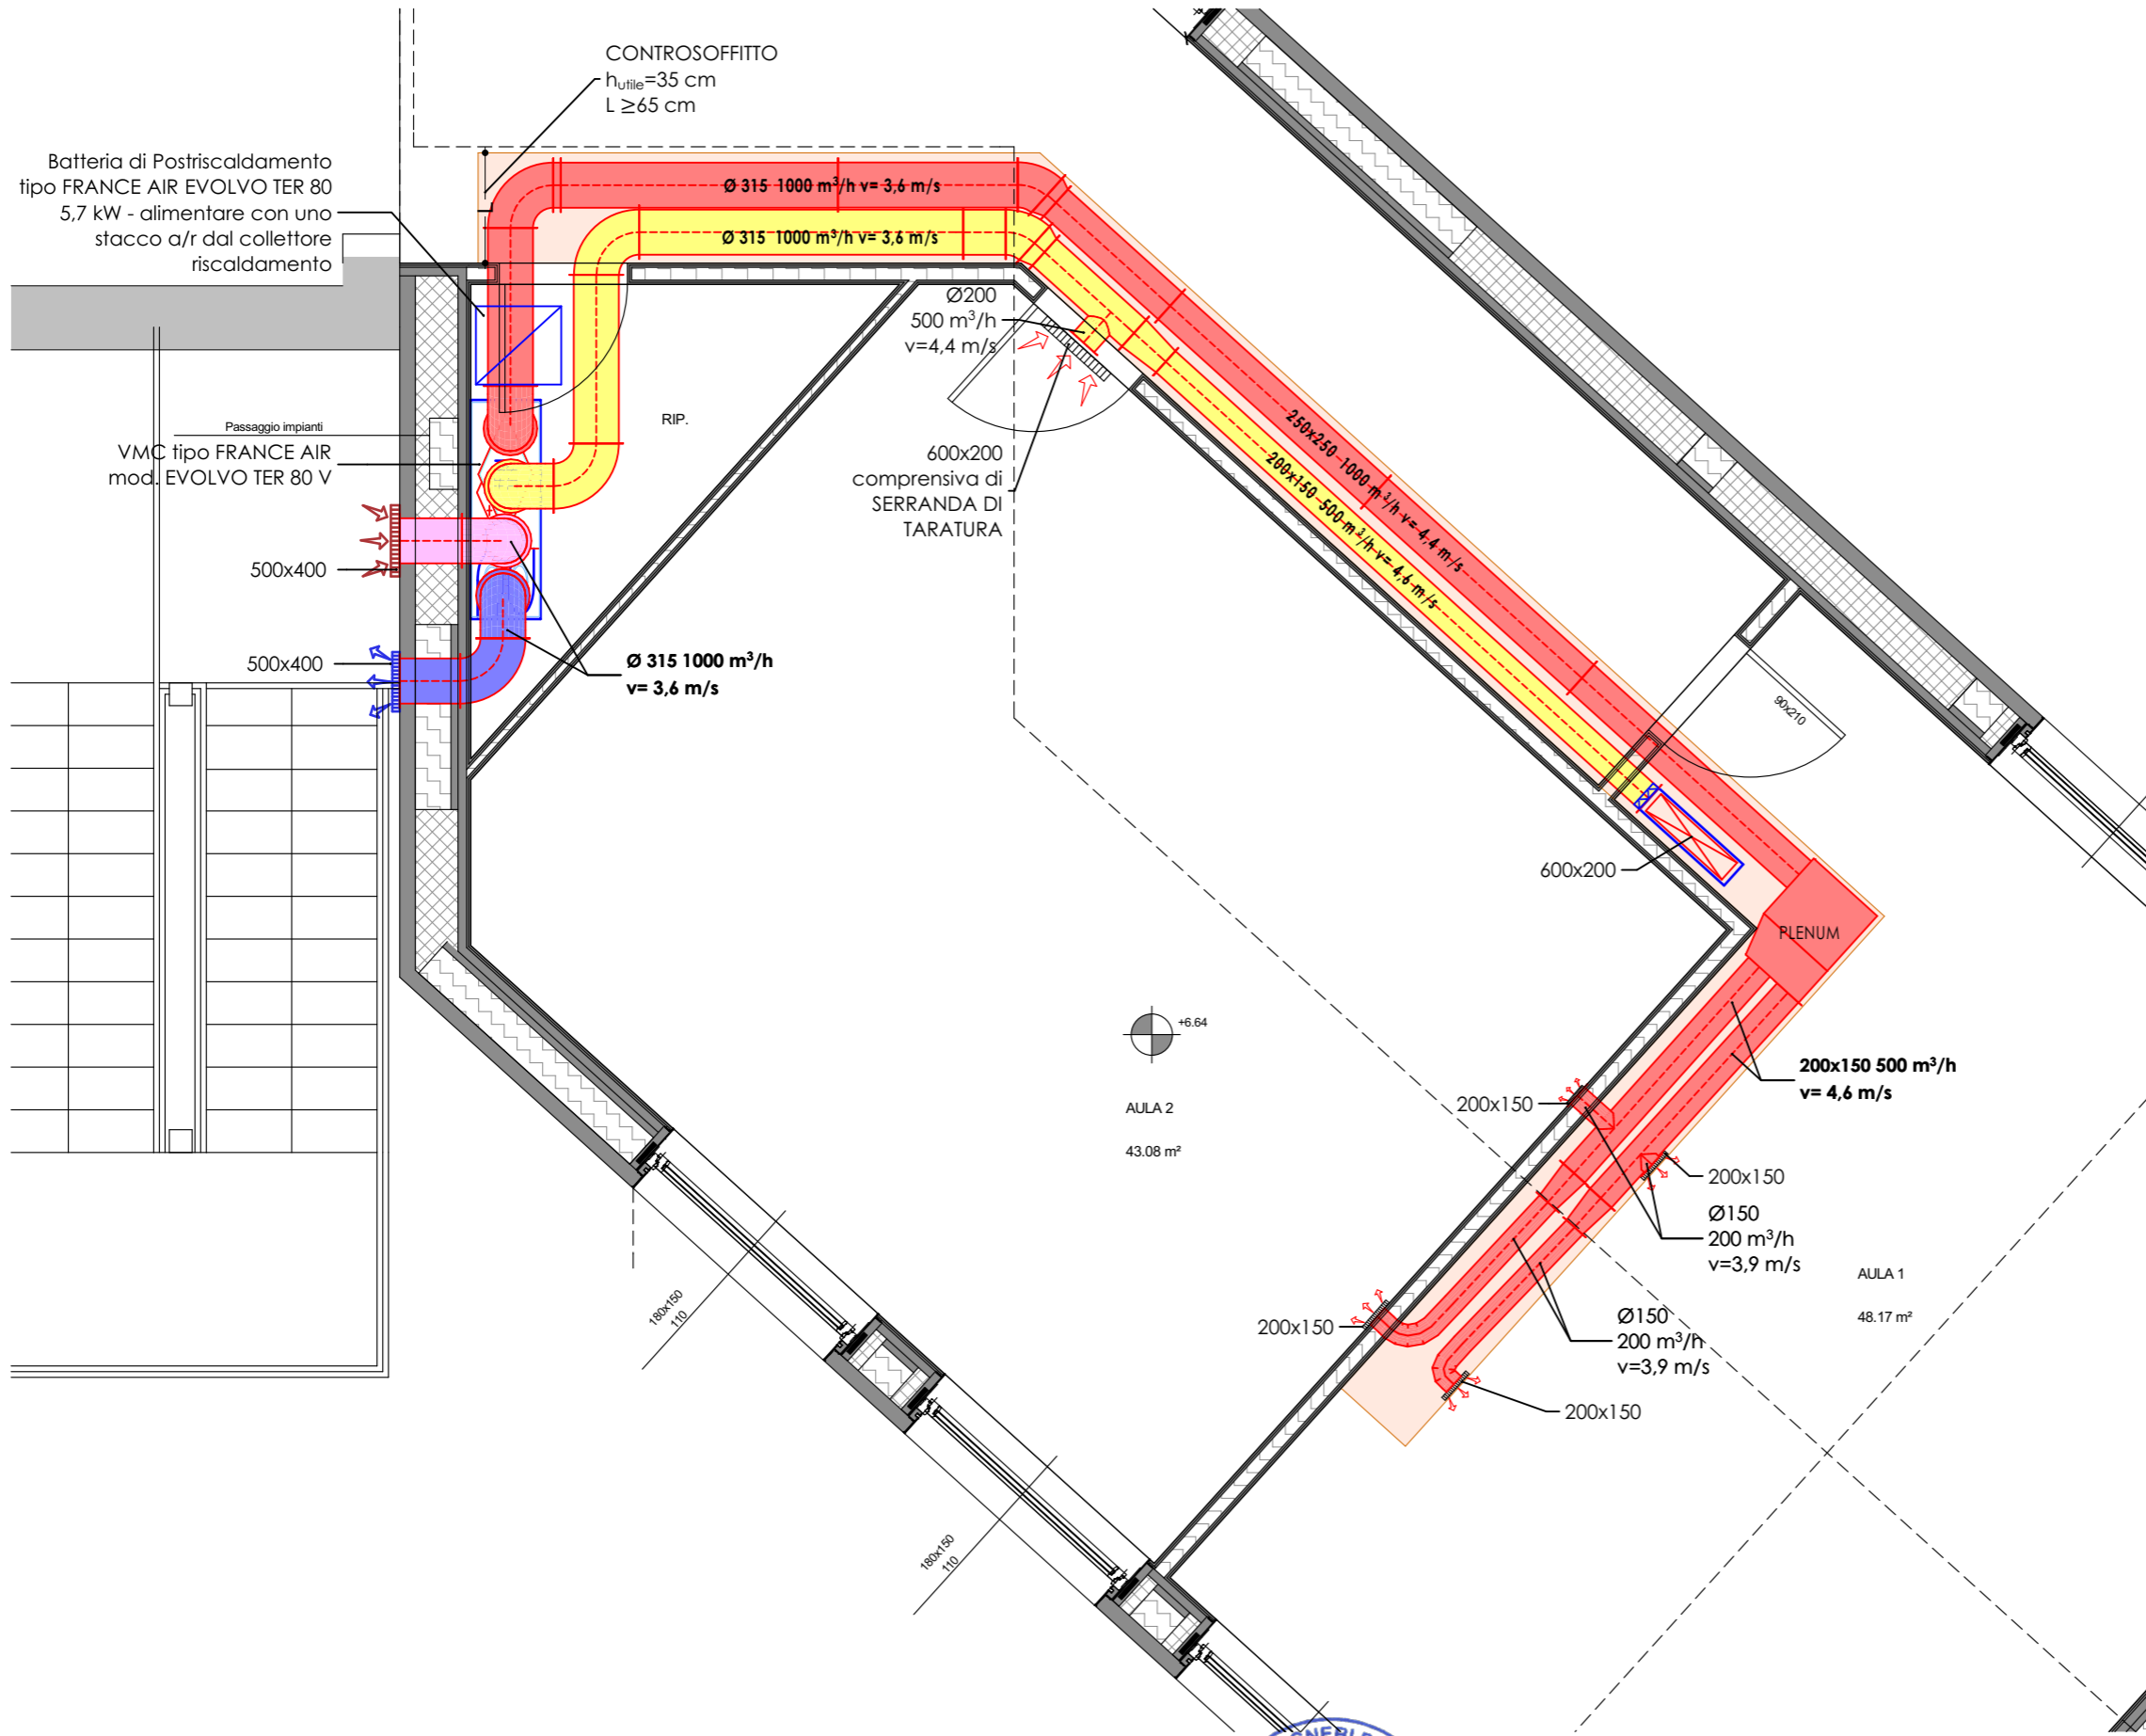 CONTROSOFFITTO
hutile=35 cm
L ≥65 cm
Batteria di Postriscaldamento
tipo FRANCE AIR EVOLVO TER 80
5,7 kW - alimentare con uno
stacco a/r dal collettore
riscaldamento
Ø 315 1000 m³/h v= 3,6 m/s
Ø 315 1000 m³/h v= 3,6 m/s
Ø200
500 m³/h
v=4,4 m/s
RIP.
Passaggio impianti
VMC tipo FRANCE AIR
mod. EVOLVO TER 80 V
600x200
comprensiva di
SERRANDA DI
TARATURA
250x250 1000 m³/h v= 4,4 m/s
200x150 500 m³/h v= 4,6 m/s
500x400
500x400
Ø 315 1000 m³/h
v= 3,6 m/s
90x210
600x200
PLENUM
+6.64
200x150 500 m³/h
v= 4,6 m/s
AULA 2
43.08 m²
200x150
200x150
Ø150
200 m³/h
v=3,9 m/s
AULA 1
48.17 m²
180x150
110
200x150
Ø150
200 m³/h
v=3,9 m/s
200x150
180x150
110